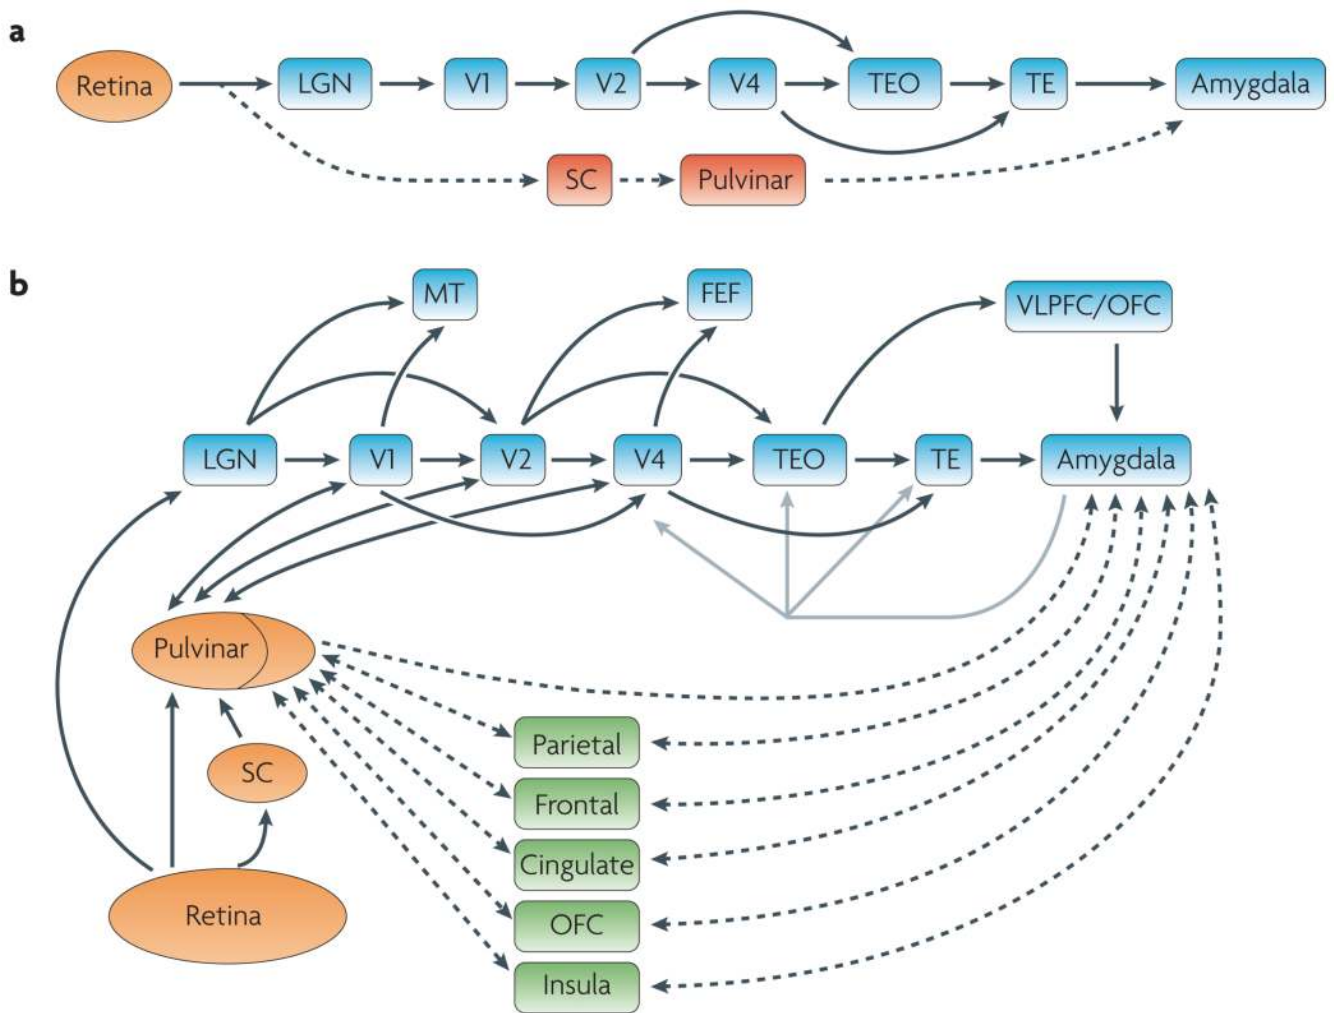 a
Retina
LGN
V1
V2
V4
TEO
TE
Amygdala
SC
Pulvinar
b
MT
FEF
VLPFC/OFC
LGN
V1
V2
V4
TEO
TE
Amygdala
Pulvinar
Parietal
SC
Frontal
Cingulate
Retina
OFC
Insula